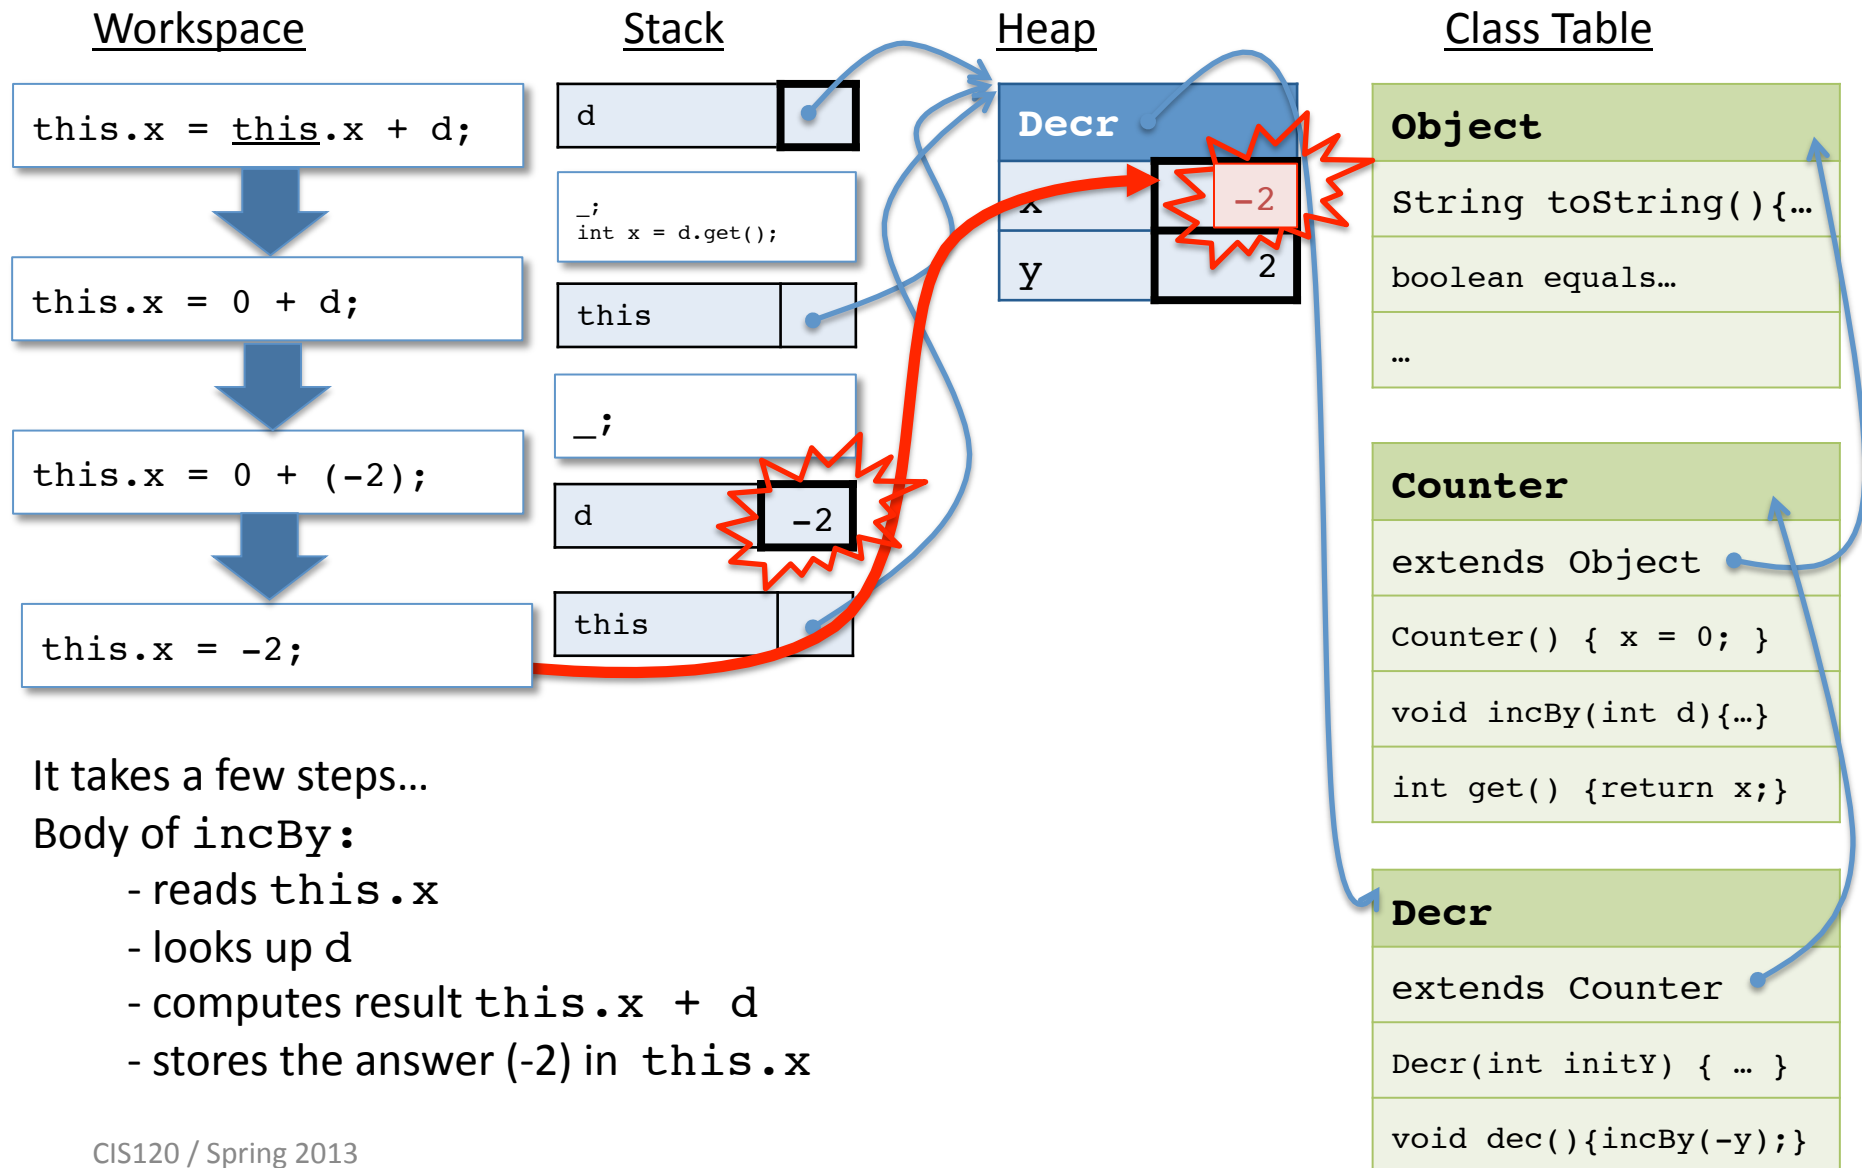 Workspace
Stack
Heap
Class Table
this.x = this.x + d;
this.x = 0 + d;
this.x = 0 + (-2);
this.x = -2;
d
_;
int x = d.get();
this
_;
d
-2
this
Decr
x
-2
y
2
Object
String toString(){…
boolean equals…
…
Counter
extends Object
Counter() { x = 0; }
void incBy(int d){…}
int get() {return x;}
Decr
extends Counter
Decr(int initY) { … }
void dec(){incBy(-y);}
It takes a few steps…
Body of incBy:
- reads this.x
- looks up d
- computes result this.x + d
- stores the answer (-2) in this.x
CIS120 / Spring 2013